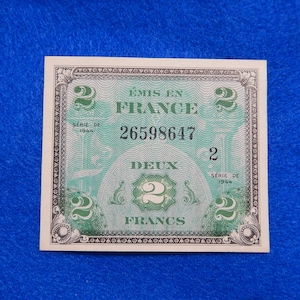 2 ÉMIS EN 2
FRANCE
SÉRIE DE
1944
26598647
2
DEUX
SÉRIE DE
1944
2
2 FRANCS 2